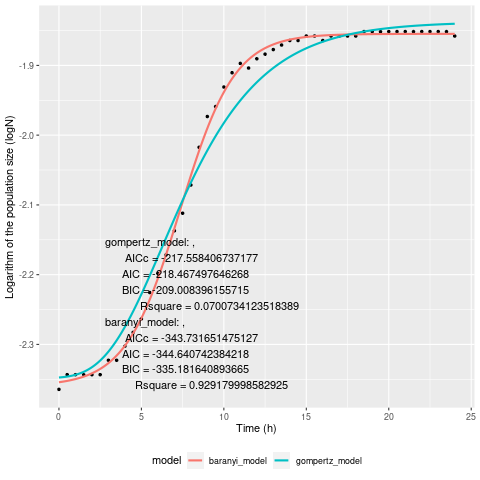 -1.9
-2.0
-2.1
-2.2
-2.3
Logarithm of the population size (logN)
gompertz_model: ,
AICc = -217.558406737177
AIC = -218.467497646268
BIC = -209.008396155715
Rsquare = 0.0700734123518389
baranyi_model: ,
AICc = -343.731651475127
AIC = -344.640742384218
BIC = -335.181640893665
Rsquare = 0.929179998582925
0 5 10 15 20 25
Time (h)
model baranyi_model gompertz_model